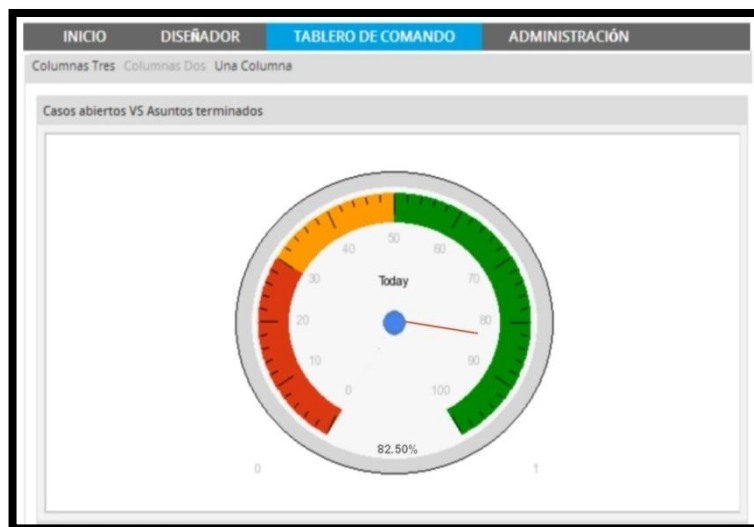 INICIO DISEÑADOR TABLERO DE COMANDO ADMINISTRACIÓN
Columnas Tres Columnas Dos Una Columna
Casos abiertos VS Asuntos terminados
50
40 60
Today
30 70
20 80
10 90
0 100
82.50%
0 1